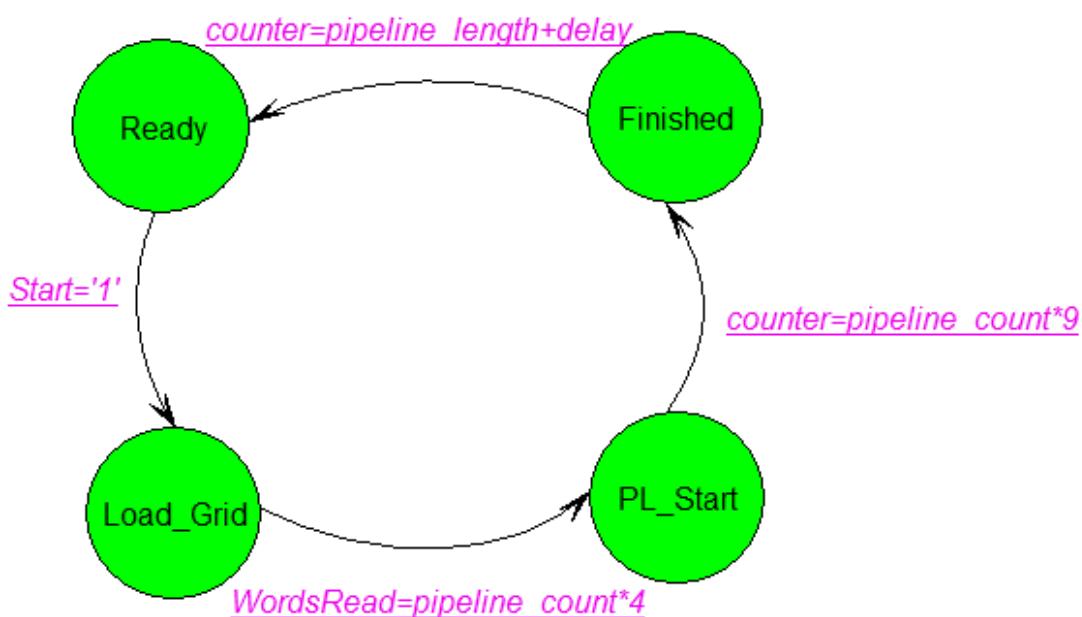 counter=pipeline_length+delay
Ready
Finished
Start='1'
counter=pipeline_count*9
Load_Grid
PL_Start
WordsRead=pipeline_count*4